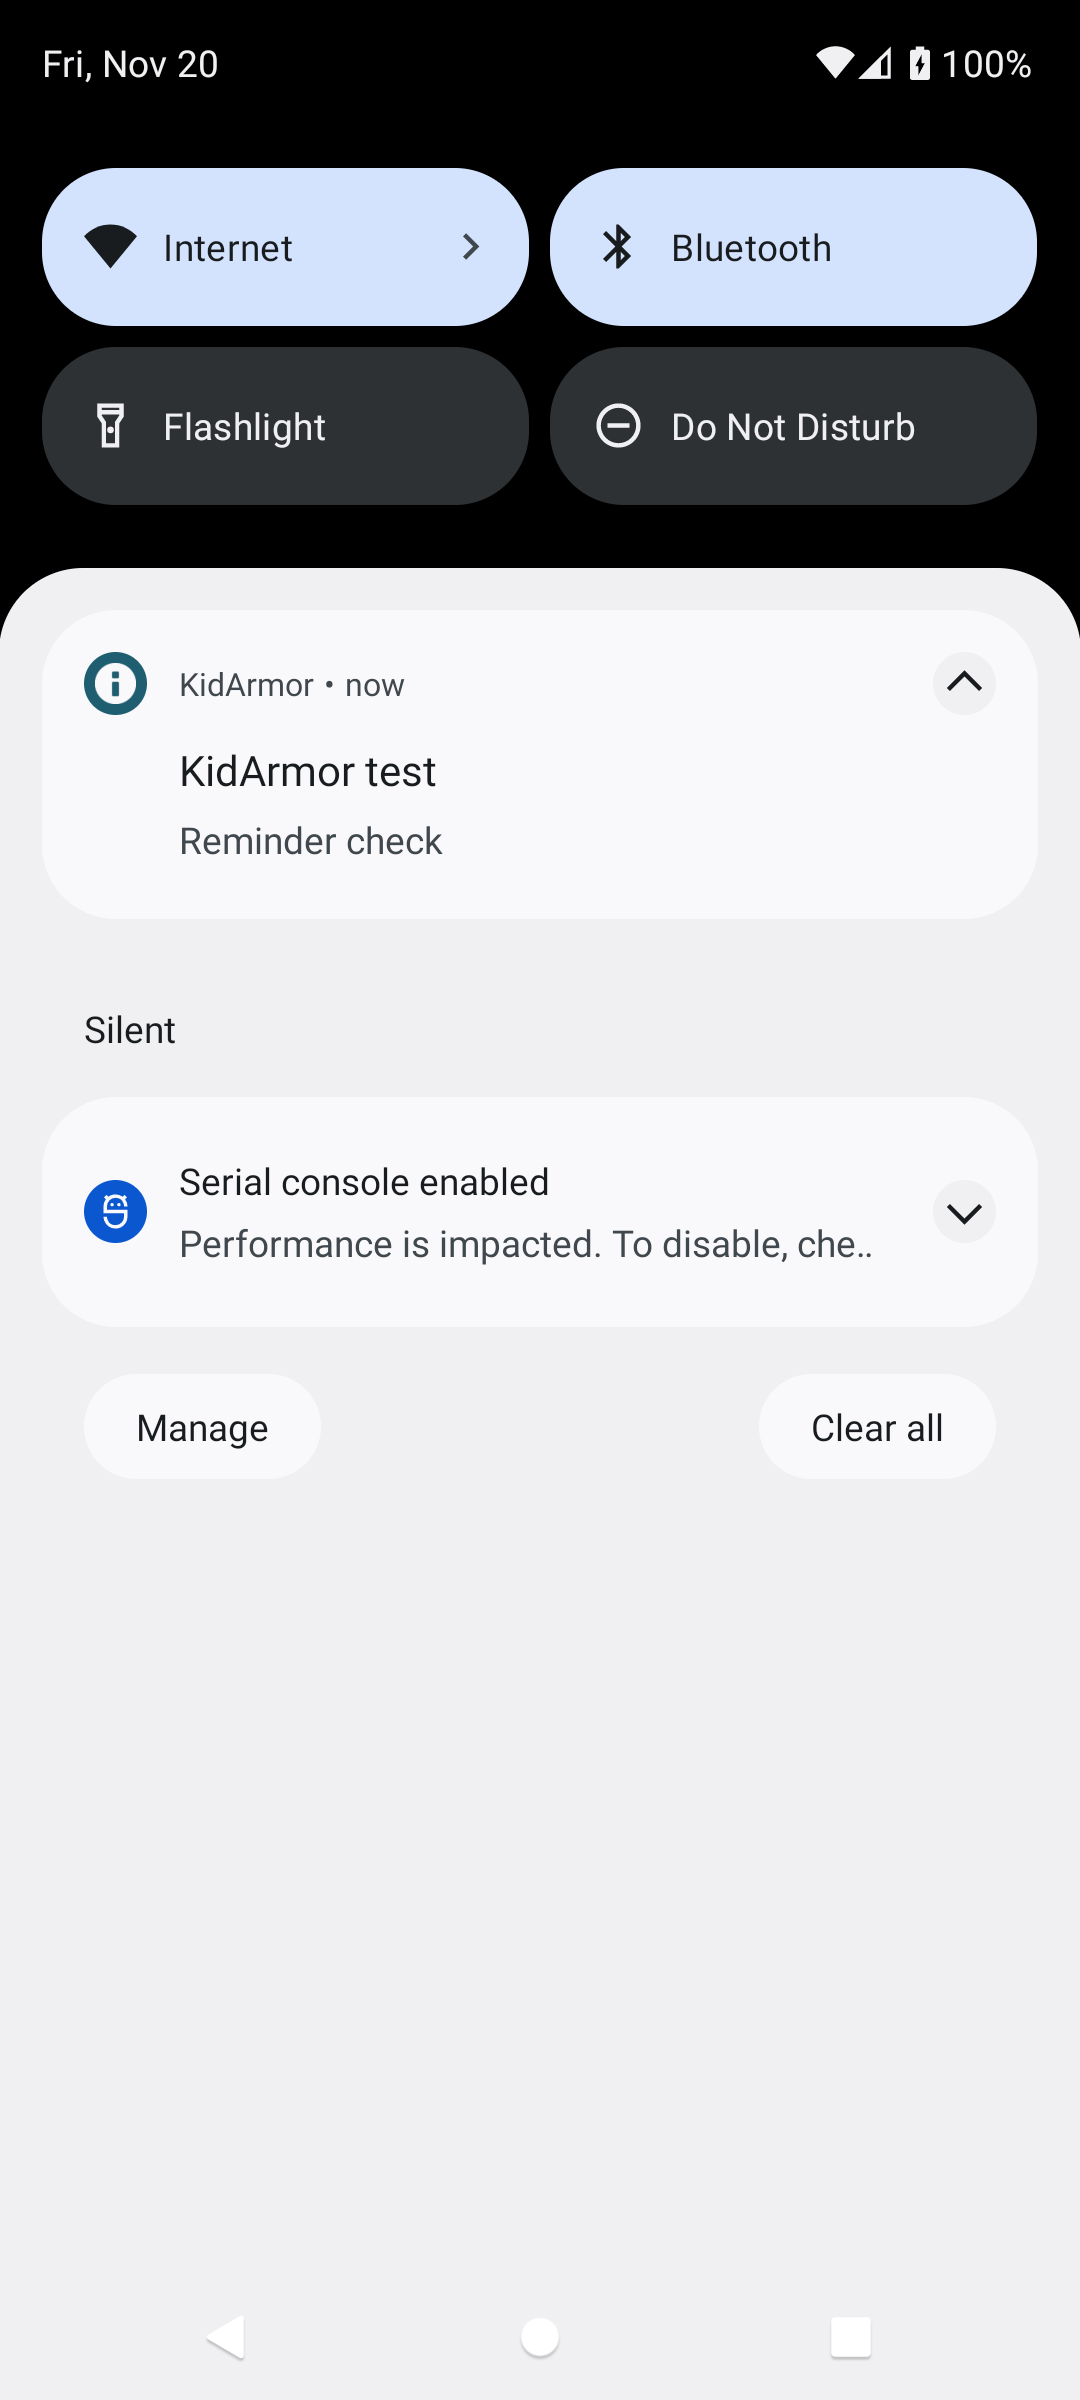 Fri, Nov 20
100%
Internet
Bluetooth
Flashlight
Do Not Disturb
KidArmor • now
KidArmor test
Reminder check
Silent
Serial console enabled
Performance is impacted. To disable, che..
Manage
Clear all